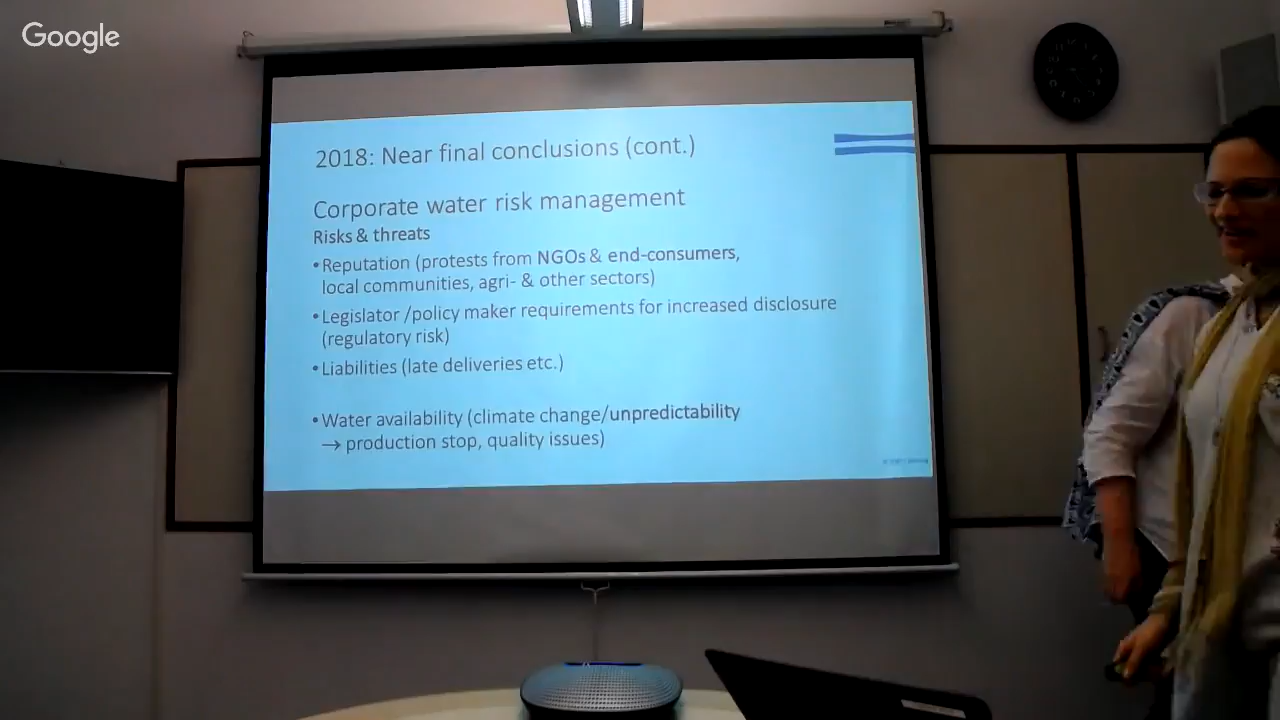 Google
2018: Near final conclusions (cont.)
Corporate water risk management
Risks & threats
•Reputation (protests from NGOs & end-consumers,
local communities, agri- & other sectors)
•Legislator /policy maker requirements for increased disclosure
(regulatory risk)
•Liabilities (late deliveries etc.)
•Water availability (climate change/unpredictability
→ production stop, quality issues)